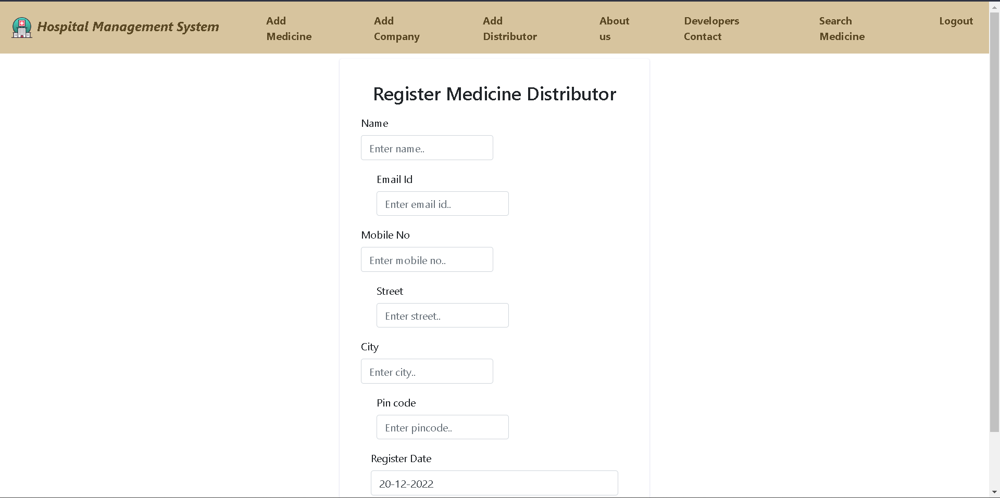 Hospital Management System
Add Medicine
Add Company
Add Distributor
About us
Developers Contact
Search Medicine
Logout
Register Medicine Distributor
Name
Enter name..
Email Id
Enter email id..
Mobile No
Enter mobile no..
Street
Enter street..
City
Enter city..
Pin code
Enter pincode..
Register Date
20-12-2022